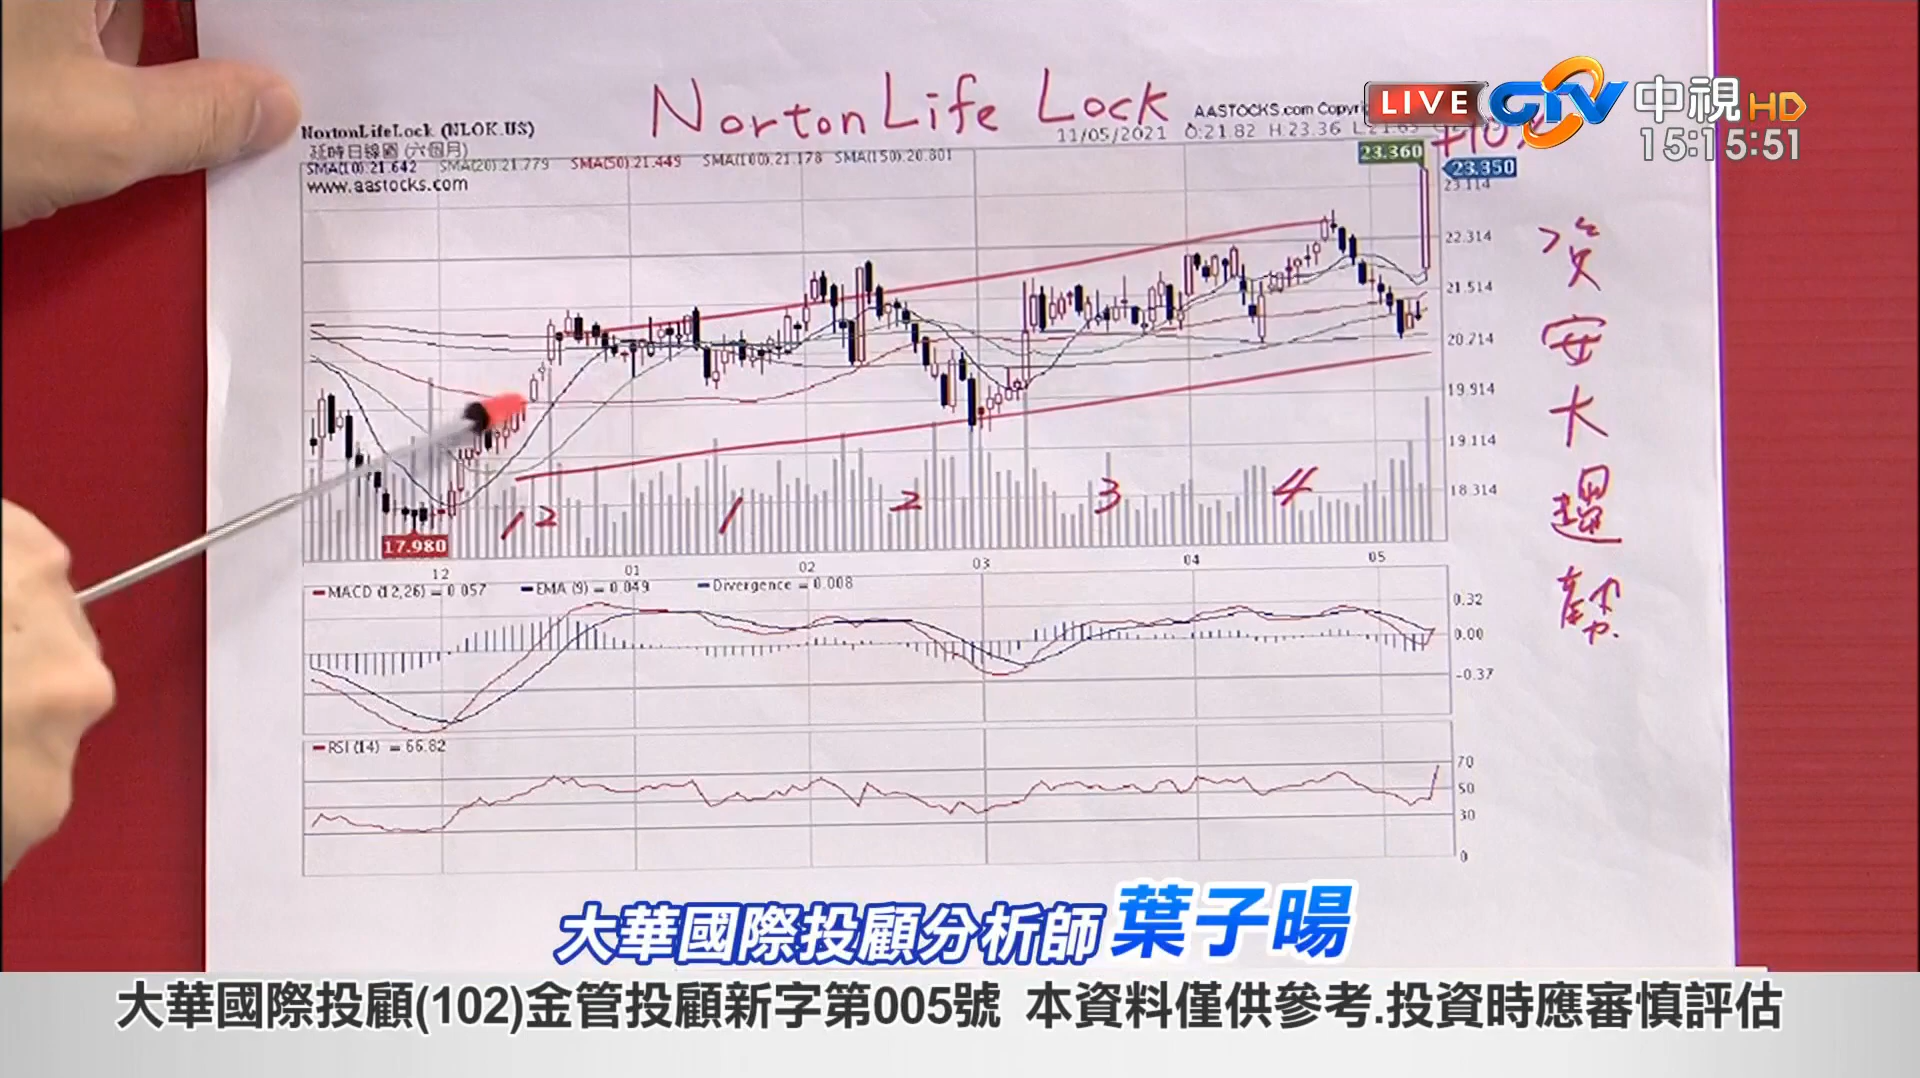 Norton Life Lock
LIVE CTV 中視 HD
15:15:51
AASTOCKS.com
NortonLifeLock (NLOK.US)
11/05/2021 O:21.82 H:23.36
延時日線圖 (六個月)
+10%
SMA(10):21.642 SMA(20):21.779 SMA(50):21.449 SMA(100):21.178 SMA(150):20.801
www.aastocks.com
23.360
23.350
23.114
22.314
21.514
20.714
19.914
19.114
18.314
資安大趨勢
17.980
12 1 2 3 4
12 01 02 03 04 05
MACD (12,26) = 0.057 EMA (9) = 0.049 Divergence = 0.008
0.32
0.00
-0.37
RSI (14) = 66.82
70
50
30
0
大華國際投顧分析師 葉子暘
大華國際投顧(102)金管投顧新字第005號 本資料僅供參考.投資時應審慎評估